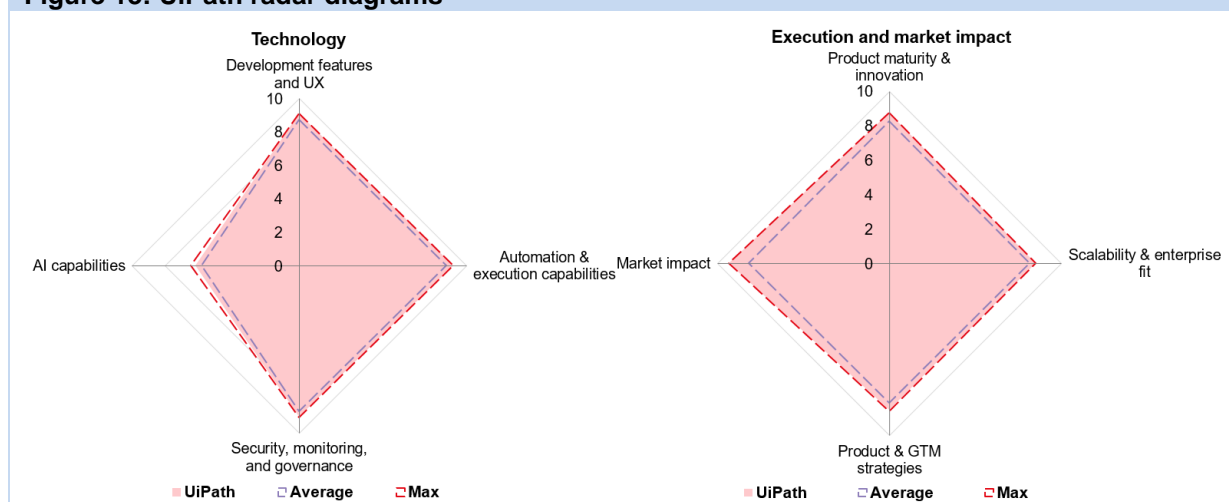 Figure 13: UiPath radar diagrams
Technology
Development features
and UX
10
8
6
4
2
0
AI capabilities
Automation &
execution capabilities
Security, monitoring,
and governance
UiPath
Average
Max
Execution and market impact
Product maturity &
innovation
10
8
6
4
2
0
Market impact
Scalability & enterprise
fit
Product & GTM
strategies
UiPath
Average
Max